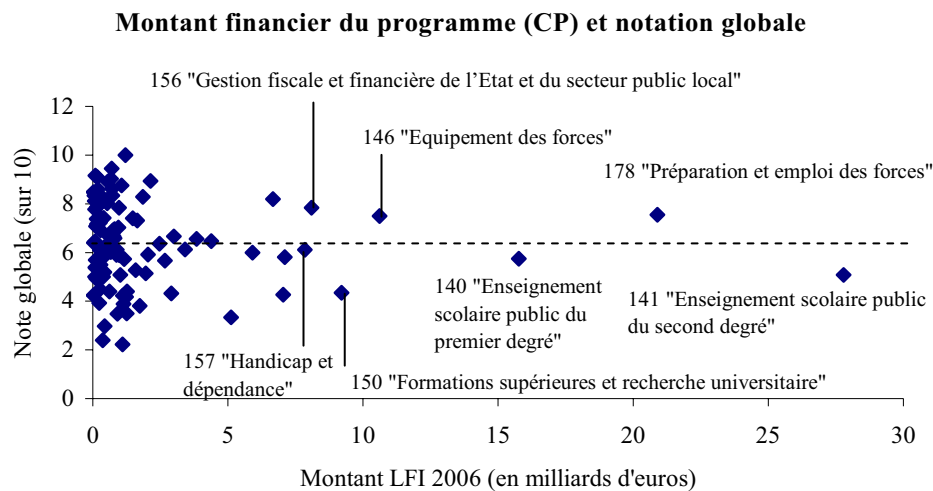 Montant financier du programme (CP) et notation globale
156 "Gestion fiscale et financière de l'Etat et du secteur public local"
146 "Equipement des forces"
178 "Préparation et emploi des forces"
Note globale (sur 10)
12
10
8
6
4
2
0
140 "Enseignement
scolaire public du
premier degré"
141 "Enseignement scolaire public
du second degré"
157 "Handicap et
dépendance"
150 "Formations supérieures et recherche universitaire"
0 5 10 15 20 25 30
Montant LFI 2006 (en milliards d'euros)